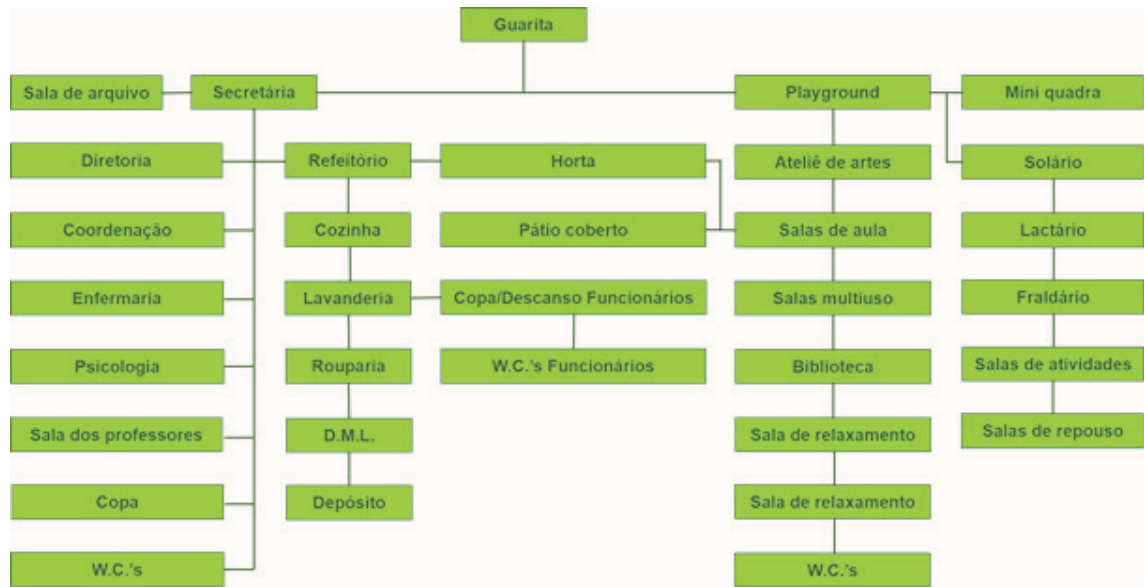 Guarita
Sala de arquivo
Secretária
Playground
Mini quadra
Diretoria
Refeitório
Horta
Ateliê de artes
Solário
Coordenação
Cozinha
Pátio coberto
Salas de aula
Lactário
Enfermaria
Lavanderia
Copa/Descanso Funcionários
Salas multiuso
Fraldário
Psicologia
Rouparia
W.C.'s Funcionários
Biblioteca
Salas de atividades
Sala dos professores
D.M.L.
Sala de relaxamento
Salas de repouso
Copa
Depósito
Sala de relaxamento
W.C.'s
W.C.'s